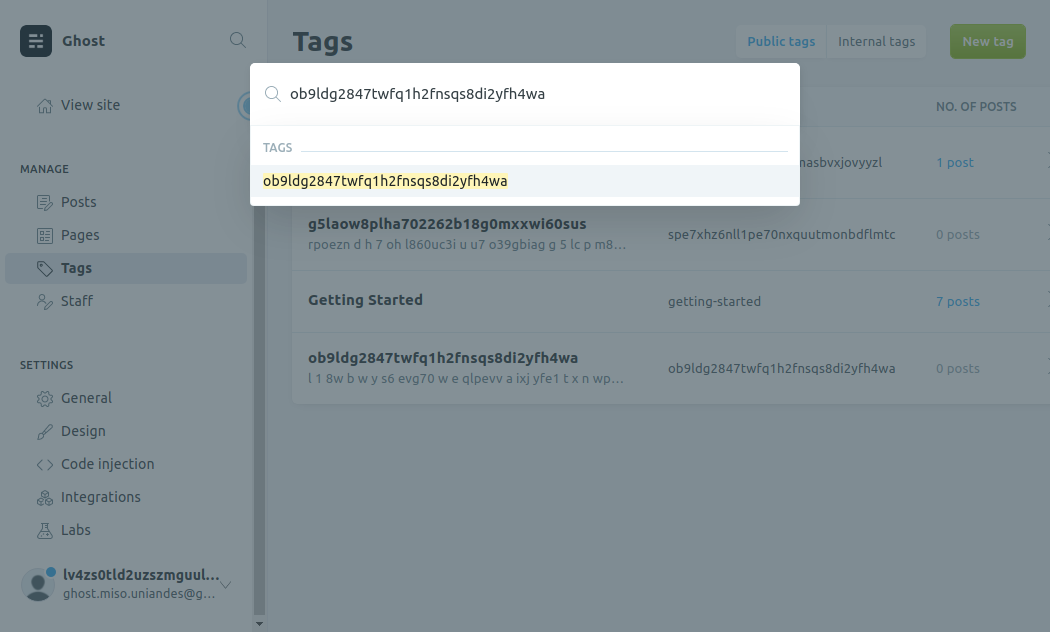 Ghost
View site
MANAGE
Posts
Pages
Tags
Staff
SETTINGS
General
Design
Code injection
Integrations
Labs
lv4zs0tld2uzszmguul...
ghost.miso.uniandes@g...
Tags
Public tags
Internal tags
New tag
ob9ldg2847twfq1h2fnsqs8di2yfh4wa
TAGS
ob9ldg2847twfq1h2fnsqs8di2yfh4wa
NO. OF POSTS
nasbvxjovyyzl 1 post
g5laow8plha702262b18g0mxxwi60sus
rpoezn d h 7 oh l860uc3i u u7 o39gbiag g 5 lc p m8...
spe7xhz6nll1pe70nxquutmonbdflmtc 0 posts
Getting Started getting-started 7 posts
ob9ldg2847twfq1h2fnsqs8di2yfh4wa
l 1 8w b w y s6 evg70 w e qlpevv a ixj yfe1 t x n wp...
ob9ldg2847twfq1h2fnsqs8di2yfh4wa 0 posts